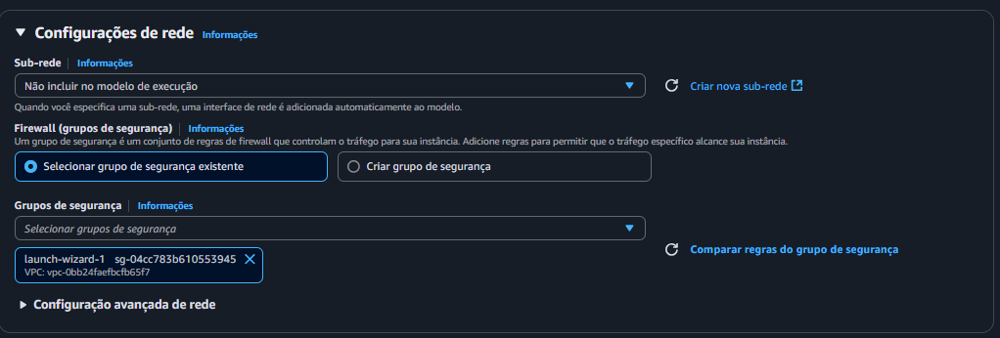 Configurações de rede Informações
Sub-rede Informações
Não incluir no modelo de execução
Criar nova sub-rede
Quando você especifica uma sub-rede, uma interface de rede é adicionada automaticamente ao modelo.
Firewall (grupos de segurança) Informações
Um grupo de segurança é um conjunto de regras de firewall que controlam o tráfego para sua instância. Adicione regras para permitir que o tráfego específico alcance sua instância.
Selecionar grupo de segurança existente
Criar grupo de segurança
Grupos de segurança Informações
Selecionar grupos de segurança
Comparar regras do grupo de segurança
launch-wizard-1 sg-04cc783b610553945
VPC: vpc-0bb24faefbcfb65f7
Configuração avançada de rede